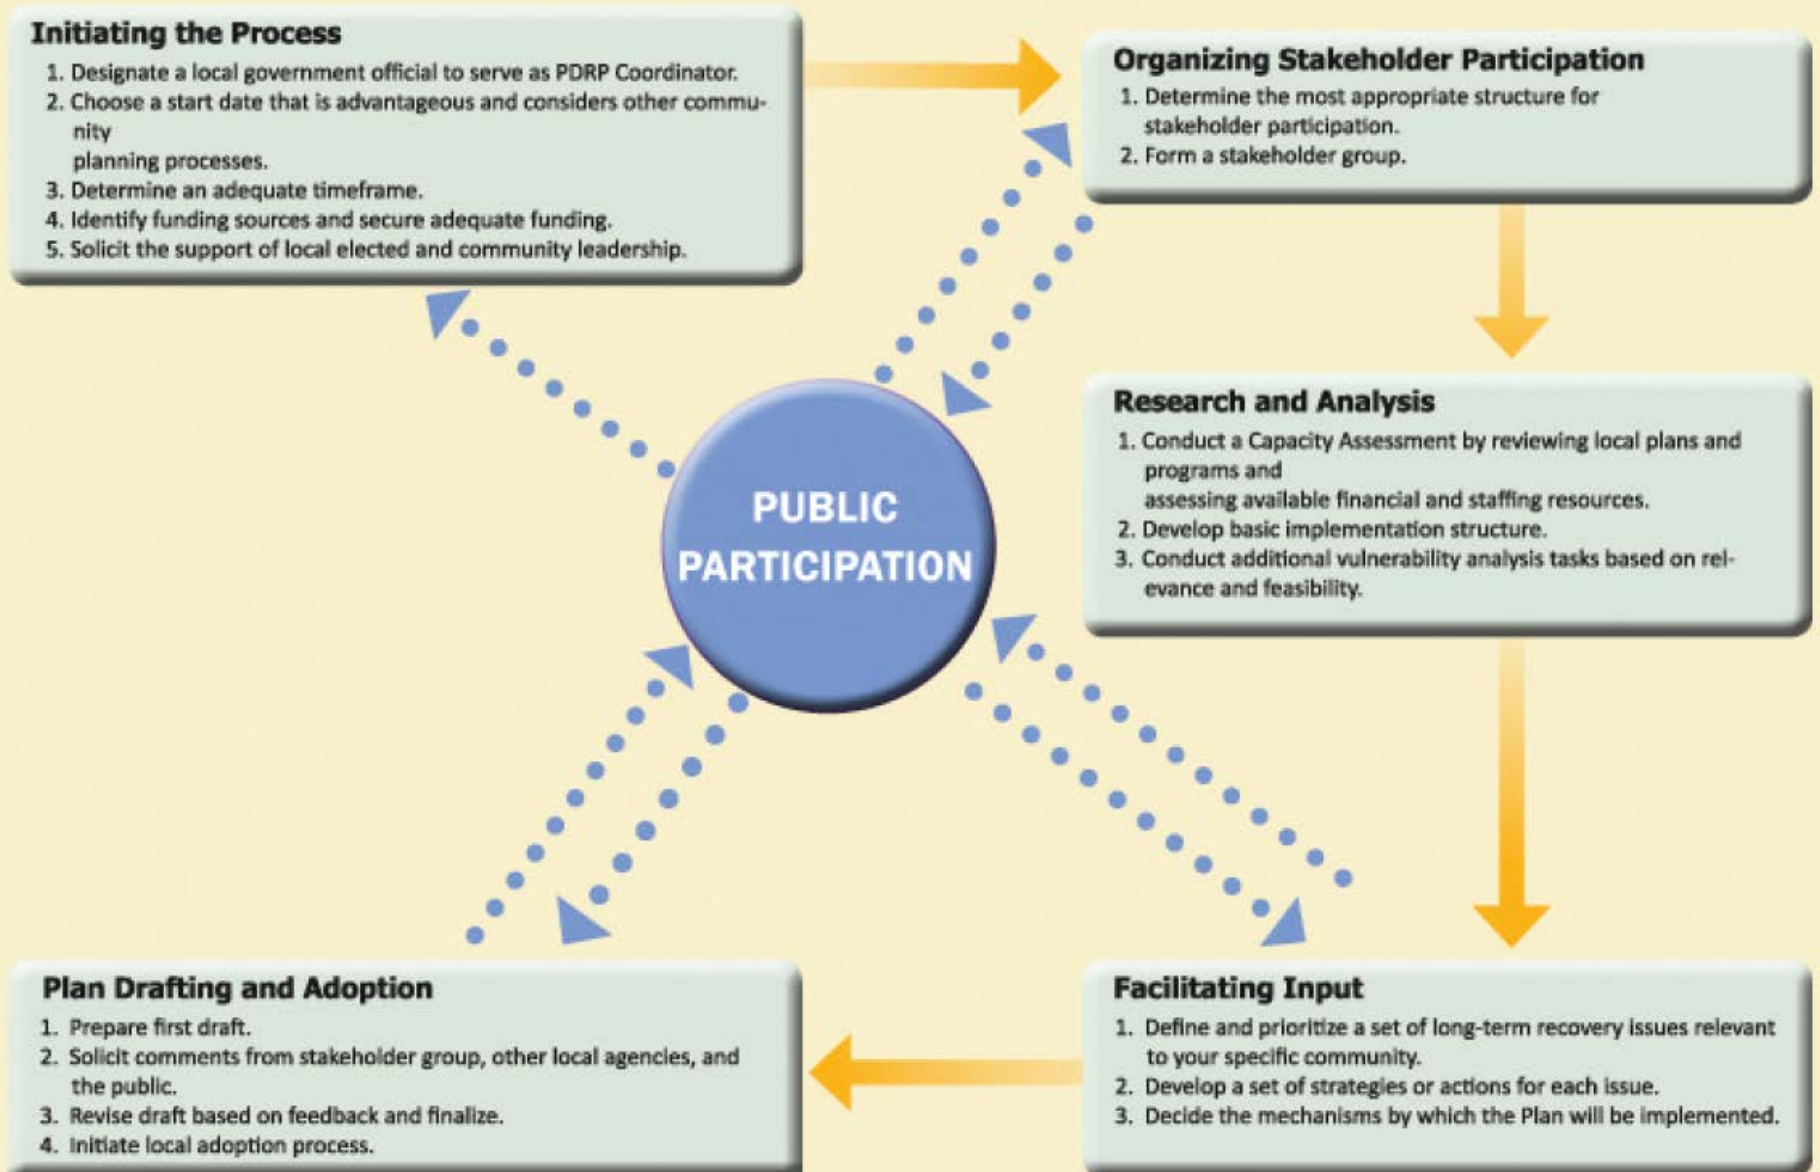 Initiating the Process
1. Designate a local government official to serve as PDRP Coordinator.
2. Choose a start date that is advantageous and considers other commu-
nity
planning processes.
3. Determine an adequate timeframe.
4. Identify funding sources and secure adequate funding.
5. Solicit the support of local elected and community leadership.
Organizing Stakeholder Participation
1. Determine the most appropriate structure for
stakeholder participation.
2. Form a stakeholder group.
Research and Analysis
1. Conduct a Capacity Assessment by reviewing local plans and
programs and
assessing available financial and staffing resources.
2. Develop basic implementation structure.
3. Conduct additional vulnerability analysis tasks based on rel-
evance and feasibility.
PUBLIC
PARTICIPATION
Facilitating Input
1. Define and prioritize a set of long-term recovery issues relevant
to your specific community.
2. Develop a set of strategies or actions for each issue.
3. Decide the mechanisms by which the Plan will be implemented.
Plan Drafting and Adoption
1. Prepare first draft.
2. Solicit comments from stakeholder group, other local agencies, and
the public.
3. Revise draft based on feedback and finalize.
4. Initiate local adoption process.